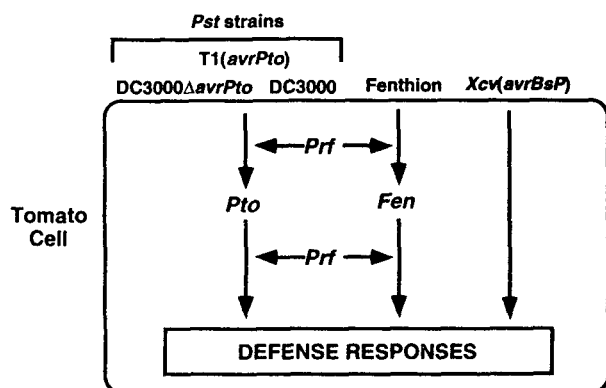 Pst strains
T1(avrPto)
DC3000ΔavrPto DC3000 Fenthion Xcv(avrBsP)
Prf
Tomato
Cell
Pto Fen
Prf
DEFENSE RESPONSES